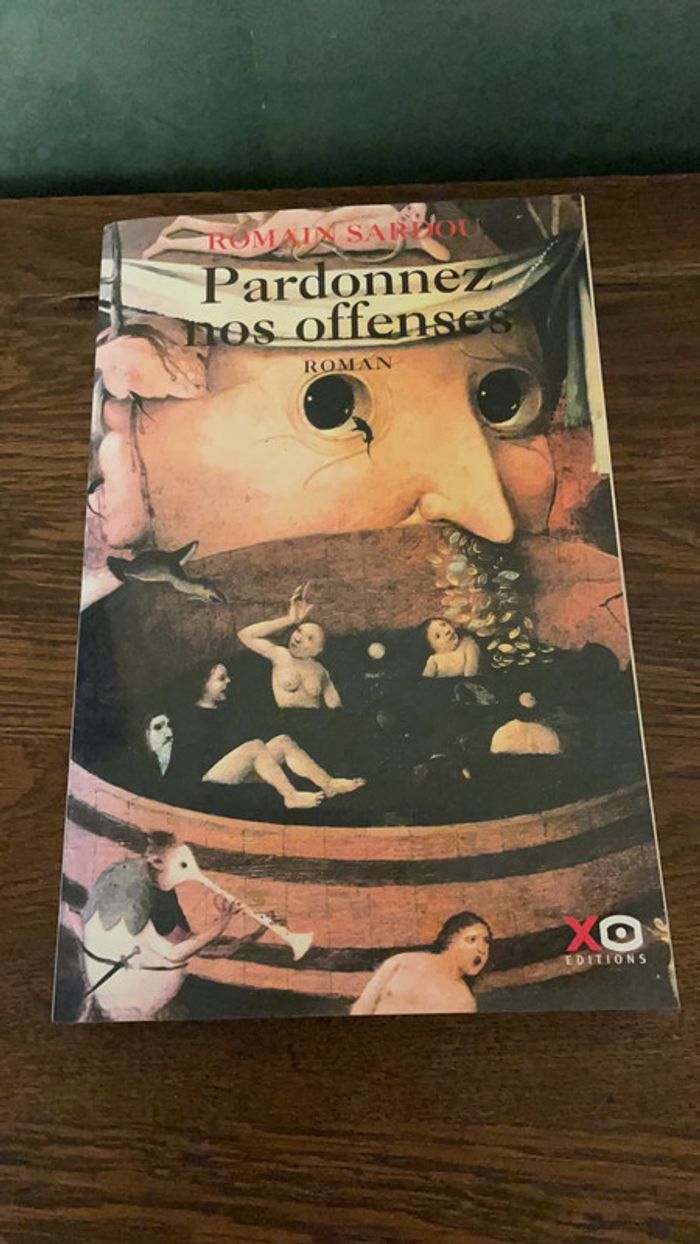 ROMAIN SARDOU
Pardonnez
nos offenses
ROMAN
XO
EDITIONS